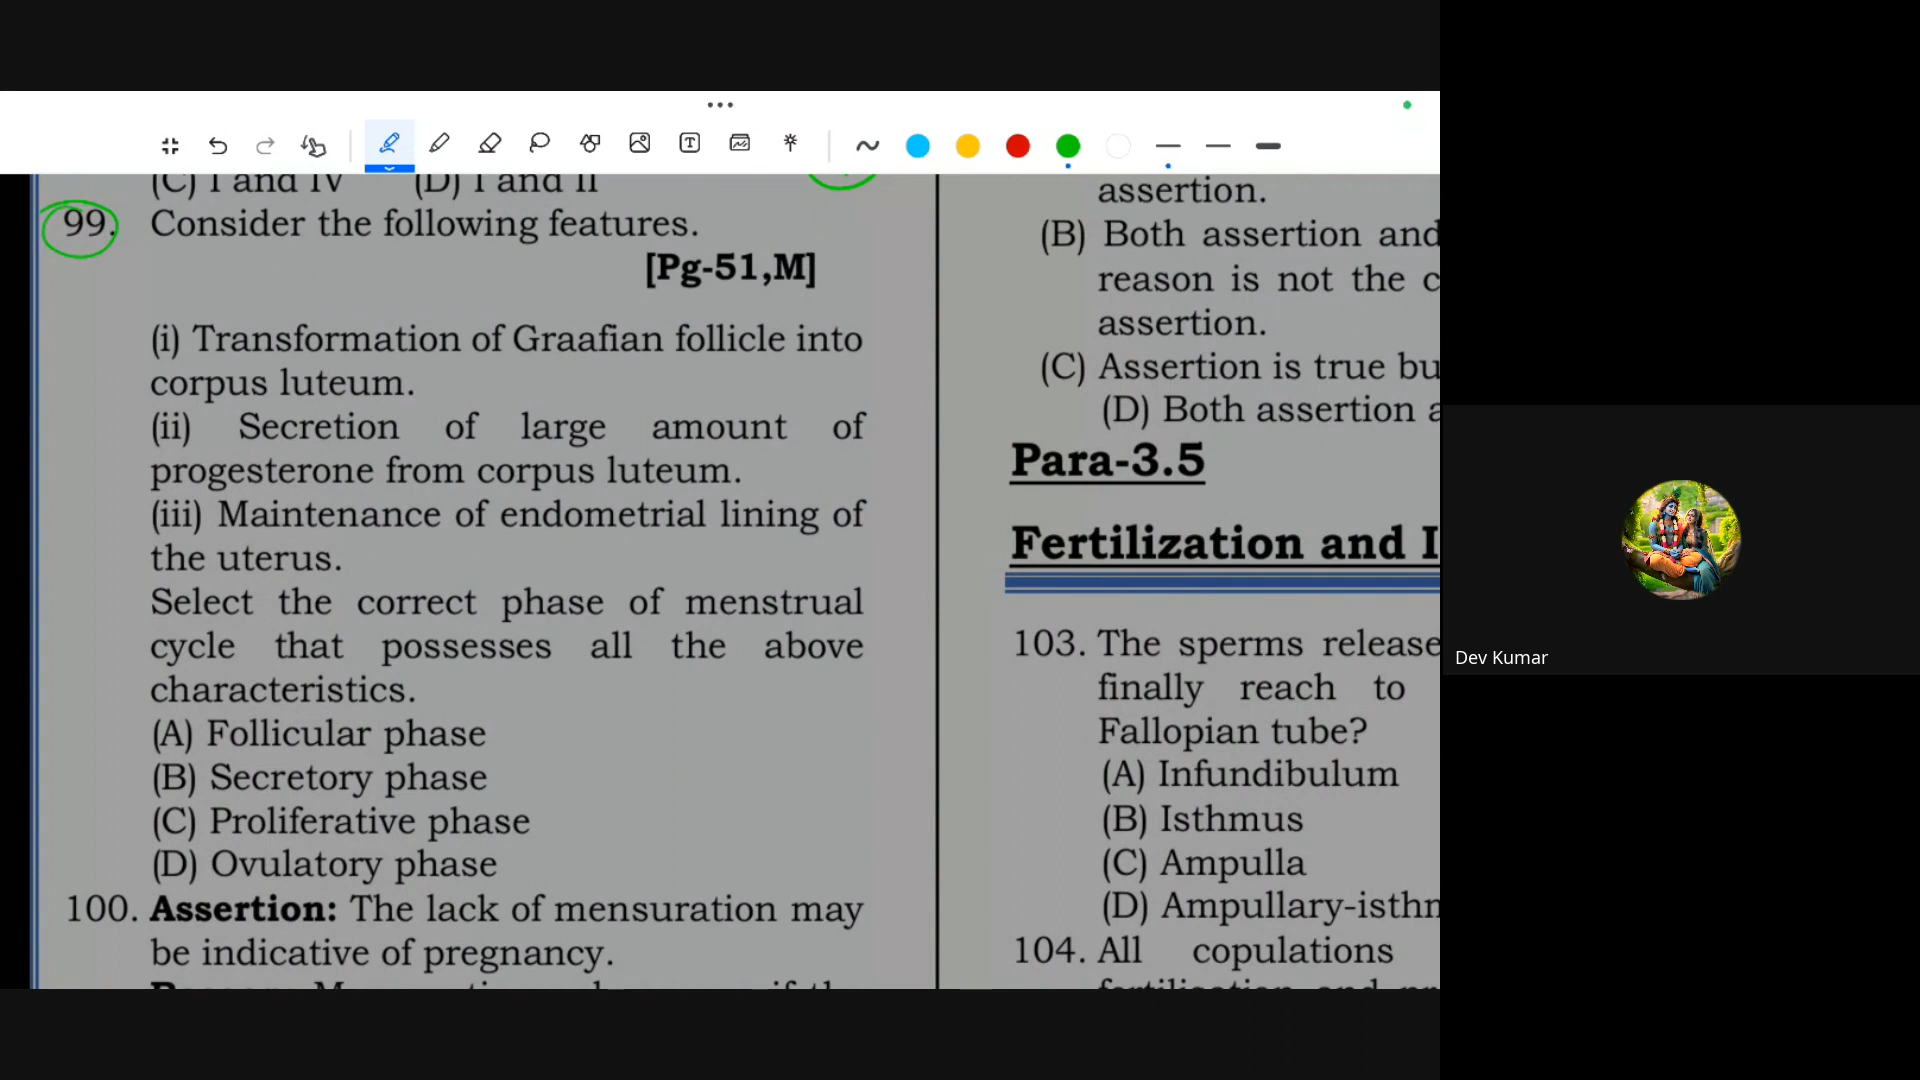 (C) I and IV (D) I and II
99. Consider the following features.
[Pg-51,M]
(i) Transformation of Graafian follicle into
corpus luteum.
(ii) Secretion of large amount of
progesterone from corpus luteum.
(iii) Maintenance of endometrial lining of
the uterus.
Select the correct phase of menstrual
cycle that possesses all the above
characteristics.
(A) Follicular phase
(B) Secretory phase
(C) Proliferative phase
(D) Ovulatory phase
100. Assertion: The lack of mensuration may
be indicative of pregnancy.
assertion.
(B) Both assertion and
reason is not the
assertion.
(C) Assertion is true
(D) Both assertion
Para-3.5
Fertilization and
103. The sperms
finally reach to
Fallopian tube?
(A) Infundibulum
(B) Isthmus
(C) Ampulla
(D)
104. All copulations
Dev Kumar